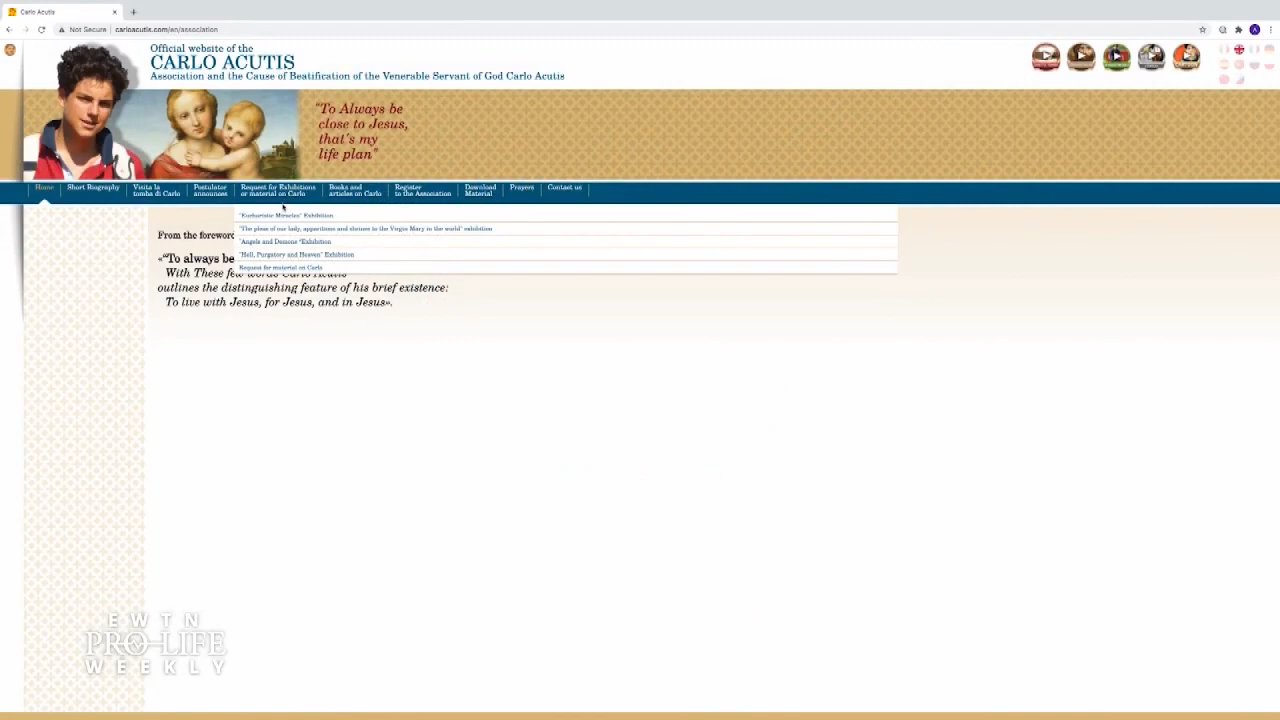 Carlo Acutis
Not Secure
carloacutis.com/en/association
A
Official website of the
CARLO ACUTIS
Association and the Cause of Beatification of the Venerable Servant of God Carlo Acutis
"To Always be
close to Jesus,
that's my
life plan"
Home
Short Biography
Visita la
tomba di Carlo
Postulator
announces
Request for Exhibitions
or material on Carlo
Books and
articles on Carlo
Register
to the Association
Download
Material
Prayers
Contact us
"Eucharistic Miracles" Exhibition
"The pleas of our lady, apparitions and shrines to the Virgin Mary in the world" exhibition
"Angels and Demons "Exhibition
"Hell, Purgatory and Heaven" Exhibition
Request for material on Carlo
From the foreword
«"To always be
With These few words Carlo Acutis
outlines the distinguishing feature of his brief existence:
To live with Jesus, for Jesus, and in Jesus».
EWTN
PRO-LIFE
WEEKLY